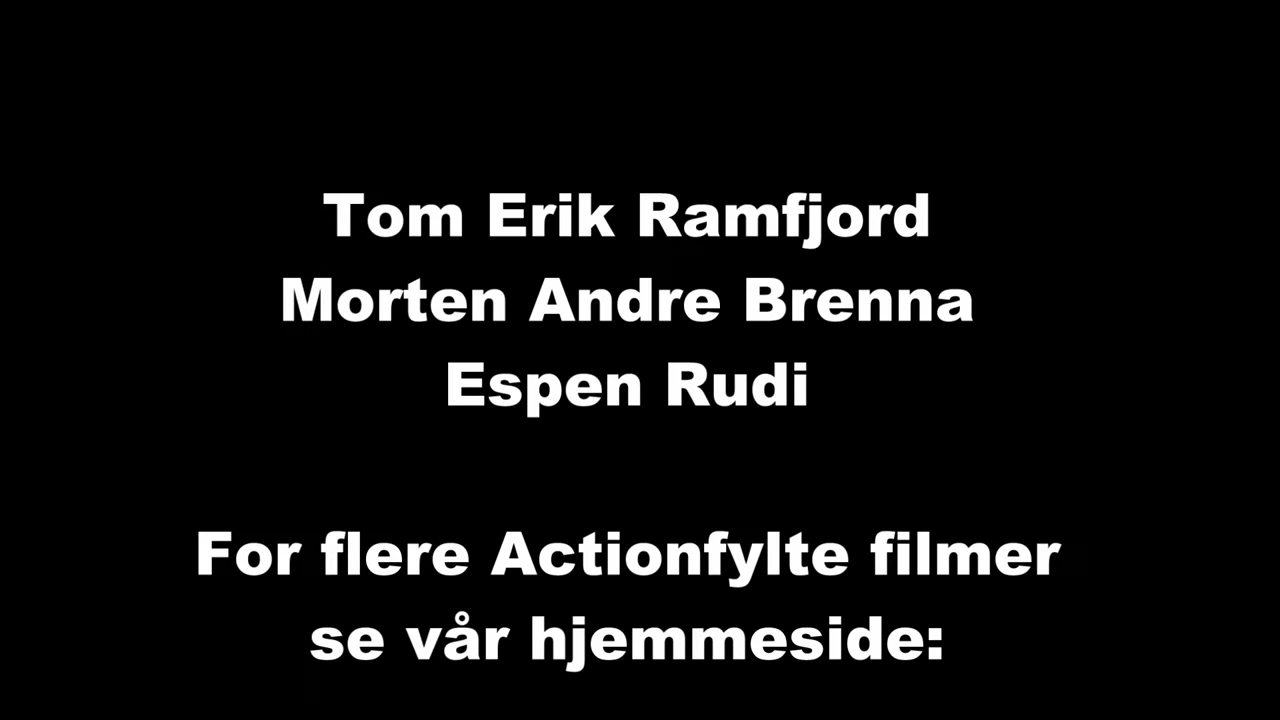 Tom Erik Ramfjord
Morten Andre Brenna
Espen Rudi
For flere Actionfylte filmer
se vår hjemmeside: